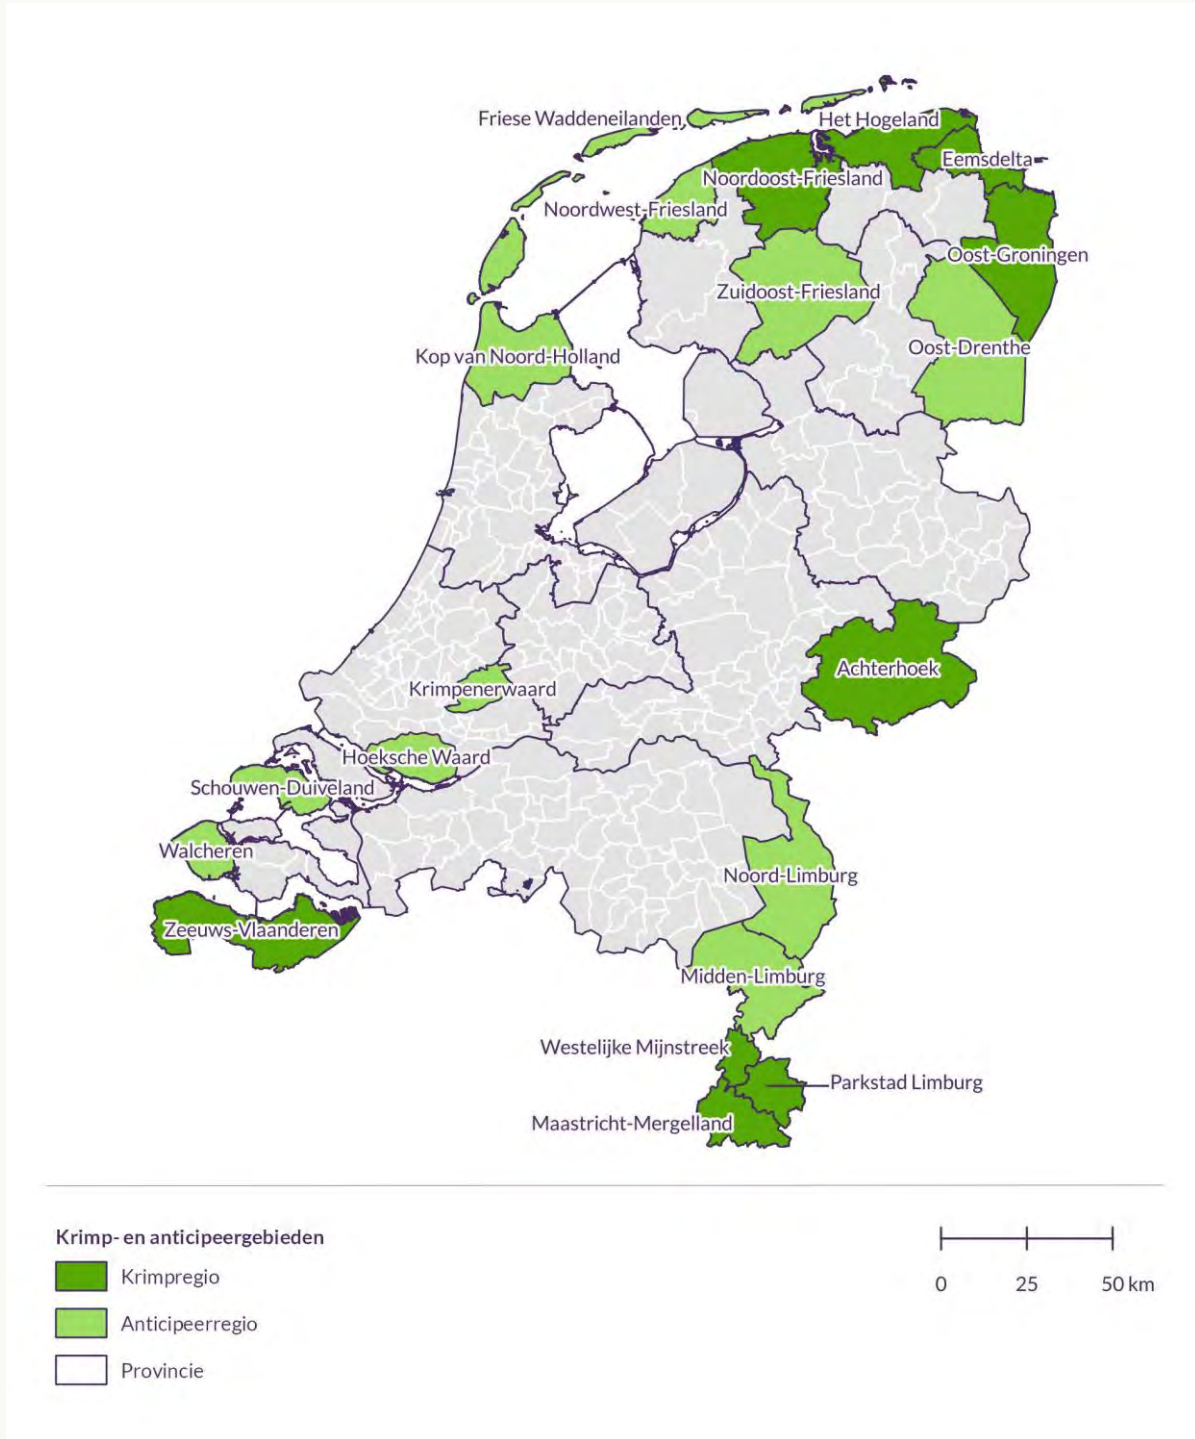 Friese Waddeneilanden
Het Hogeland
Eemsdelta
Noordoost-Friesland
Noordwest-Friesland
Oost-Groningen
Zuidoost-Friesland
Oost-Drenthe
Kop van Noord-Holland
Achterhoek
Krimpenerwaard
Hoeksche Waard
Schouwen-Duiveland
Walcheren
Noord-Limburg
Zeeuws-Vlaanderen
Midden-Limburg
Westelijke Mijnstreek
Parkstad Limburg
Maastricht-Mergelland
Krimp- en anticipeergebieden
Krimpregio
Anticipeerregio
Provincie
0 25 50 km